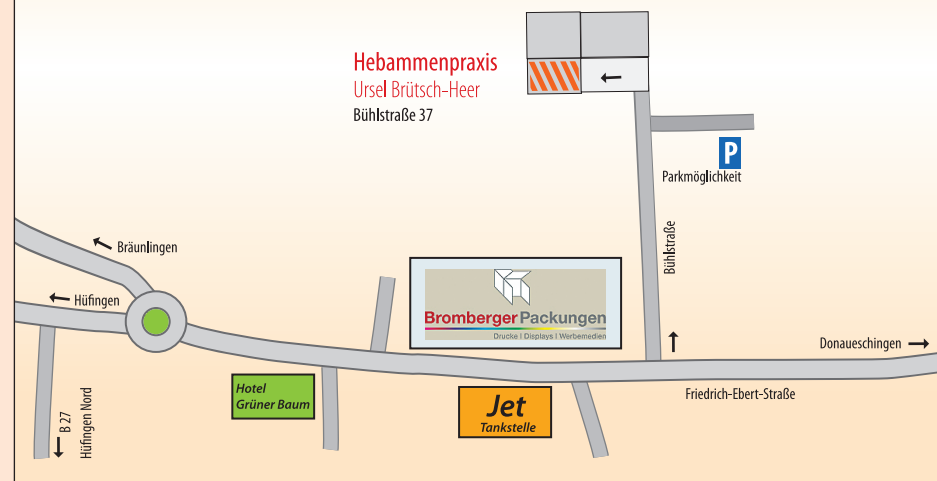 Hebammenpraxis
Ursel Brütsch-Heer
Bühlstraße 37
P
Parkmöglichkeit
Bühlstraße
Bräunlingen
Hüfingen
Bromberger Packungen
Drucke | Displays | Werbemedien
Donaueschingen
Friedrich-Ebert-Straße
Hotel
Grüner Baum
Jet
Tankstelle
B 27
Hüfingen Nord